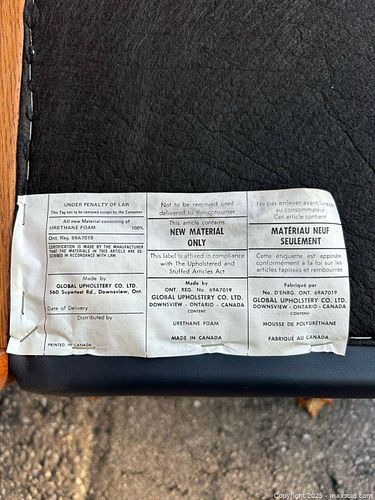 UNDER PENALTY OF LAW
This Tag not to be removed except by the Consumer
All new Material consisting of
URETHANE FOAM 100%
Ont. Reg. 69A7019
CERTIFICATION IS MADE BY THE MANUFACTURER
THAT THE MATERIALS IN THIS ARTICLE ARE DE-
SCRIBED IN ACCORDANCE WITH LAW.
Made by
GLOBAL UPHOLSTERY CO. LTD.
560 Supertest Rd., Downsview, Ont.
Date of Delivery
Distributed by
PRINTED IN CANADA
Not to be removed until
delivered to the consumer
This article contains
NEW MATERIAL
ONLY
This label is affixed in compliance
with The Upholstered and
Stuffed Articles Act
Made by
ONT. REG. No. 69A7019
GLOBAL UPHOLSTERY CO. LTD.
DOWNSVIEW - ONTARIO - CANADA
CONTENT
URETHANE FOAM
MADE IN CANADA
Ne pas enlever avant livraison
au consommateur
Cet article contient
MATÉRIAU NEUF
SEULEMENT
Cette étiquette est apposée
conformément à la loi sur les
articles tapissés et rembourrés
Fabriqué par
No. D'ENRG. ONT. 69A7019
GLOBAL UPHOLSTERY CO. LTD.
DOWNSVIEW - ONTARIO - CANADA
CONTENU
MOUSSE DE POLYURÉTHANE
FABRIQUÉ AU CANADA
Copyright 2025 - maxsold.com